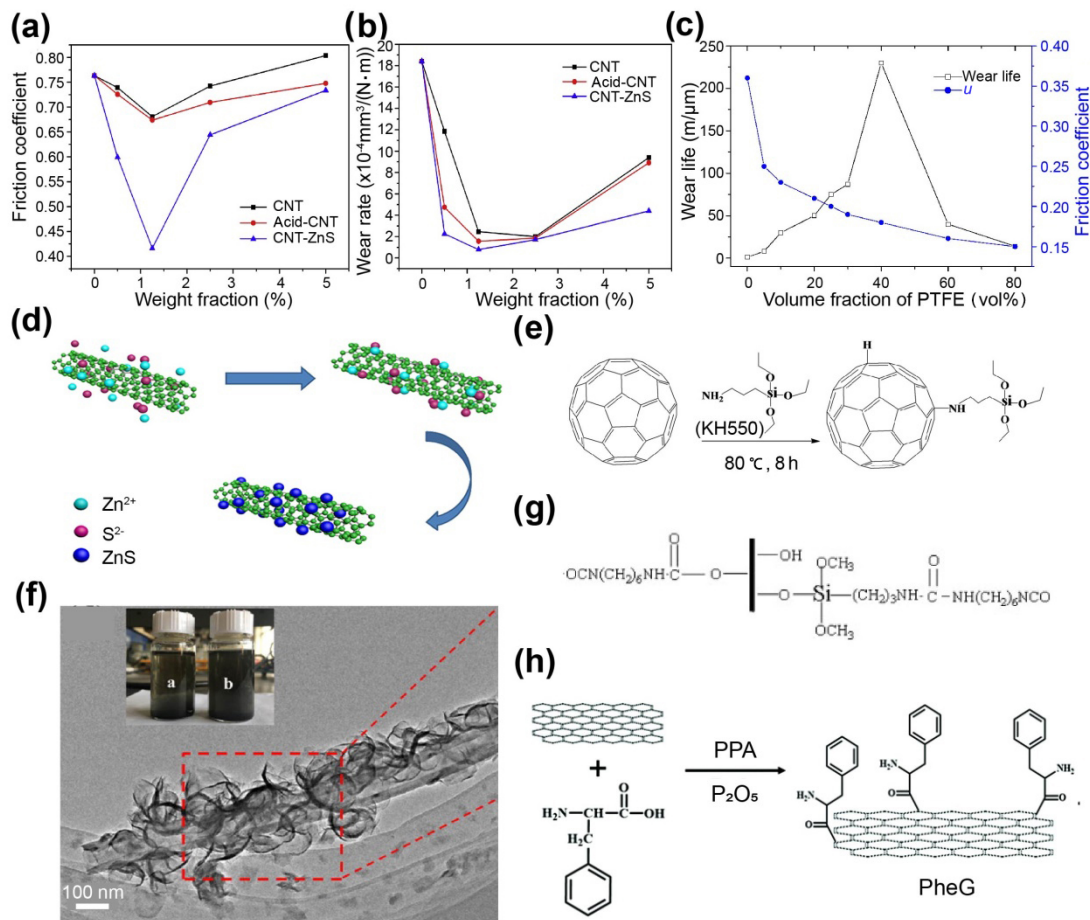 (a)
0.80
0.75
0.70
0.65
0.60
0.55
0.50
0.45
0.40
Friction coefficient
CNT
Acid-CNT
CNT-ZnS
0 1 2 3 4 5
Weight fraction (%)
(b)
20
18
16
14
12
10
8
6
4
2
0
Wear rate (x10⁻⁴mm³/(N·m))
CNT
Acid-CNT
CNT-ZnS
0 1 2 3 4 5
Weight fraction (%)
(c)
250
200
150
100
50
0
Wear life (m/μm)
Wear life
u
0.40
0.35
0.30
0.25
0.20
0.15
Friction coefficient
0 20 40 60 80
Volume fraction of PTFE (vol%)
(d)
Zn²⁺
S²⁻
ZnS
(e)
NH₂
Si
O
O
O
(KH550)
80 ℃, 8 h
H
NH
Si
O
O
O
(f)
a
b
100 nm
(g)
OCN(CH₂)₆NH-C-O
O
OH
O-Si-(CH₂)₃NH-C-NH(CH₂)₆NCO
OCH₃
O
OCH₃
(h)
+
H₂N-CH-C-OH
O
H₂C
PPA
P₂O₅
H₂N
O
H₂N
O
NH₂
O
,
PheG